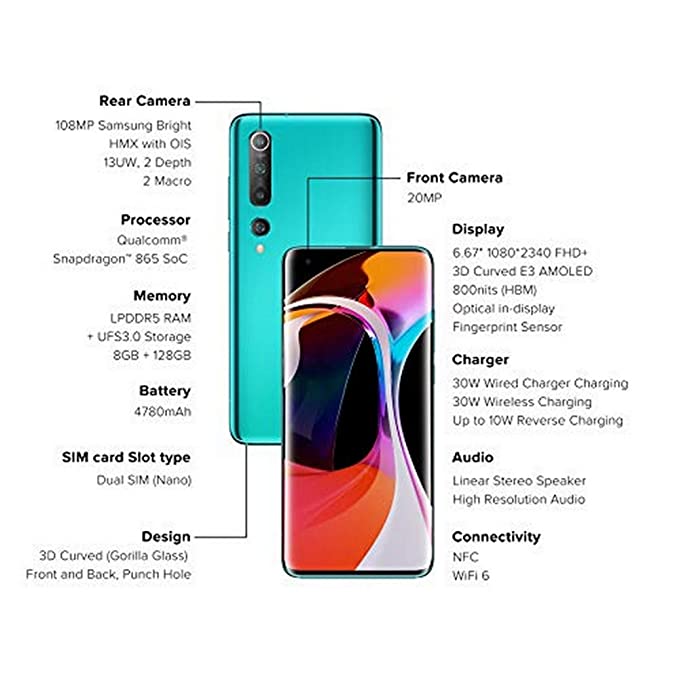 Rear Camera
108MP Samsung Bright
HMX with OIS
13UW, 2 Depth
2 Macro
Processor
Qualcomm®
Snapdragon™ 865 SoC
Memory
LPDDR5 RAM
+ UFS3.0 Storage
8GB + 128GB
Battery
4780mAh
SIM card Slot type
Dual SIM (Nano)
Design
3D Curved (Gorilla Glass)
Front and Back, Punch Hole
Front Camera
20MP
Display
6.67" 1080*2340 FHD+
3D Curved E3 AMOLED
800nits (HBM)
Optical in-display
Fingerprint Sensor
Charger
30W Wired Charger Charging
30W Wireless Charging
Up to 10W Reverse Charging
Audio
Linear Stereo Speaker
High Resolution Audio
Connectivity
NFC
WiFi 6